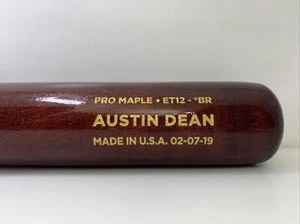 PRO MAPLE • ET12 - *BR
AUSTIN DEAN
MADE IN U.S.A. 02-07-19